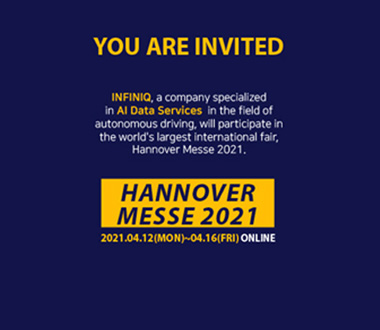 YOU ARE INVITED
INFINIQ, a company specialized
in AI Data Services in the field of
autonomous driving, will participate in
the world's largest international fair,
Hannover Messe 2021.
HANNOVER
MESSE 2021
2021.04.12(MON)~04.16(FRI) ONLINE